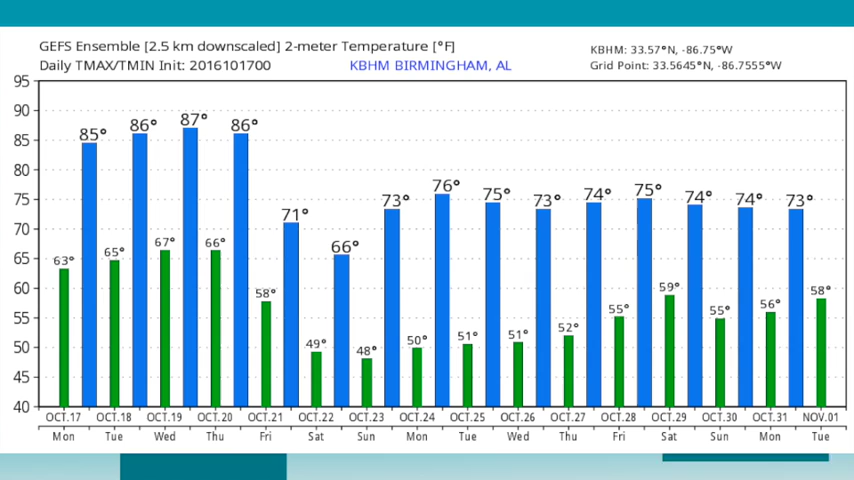 GEFS Ensemble [2.5 km downscaled] 2-meter Temperature [°F]
KBHM: 33.57°N, -86.75°W
Daily TMAX/TMIN Init: 2016101700 KBHM BIRMINGHAM, AL
Grid Point: 33.5645°N, -86.7555°W
95
90
85
80
75
70
65
60
55
50
45
40
85° 86° 87° 86° 71° 66° 73° 76° 75° 73° 74° 75° 74° 74° 73°
63° 65° 67° 66° 58° 49° 48° 50° 51° 51° 52° 55° 59° 55° 56° 58°
OCT.17 OCT.18 OCT.19 OCT.20 OCT.21 OCT.22 OCT.23 OCT.24 OCT.25 OCT.26 OCT.27 OCT.28 OCT.29 OCT.30 OCT.31 NOV.01
Mon Tue Wed Thu Fri Sat Sun Mon Tue Wed Thu Fri Sat Sun Mon Tue